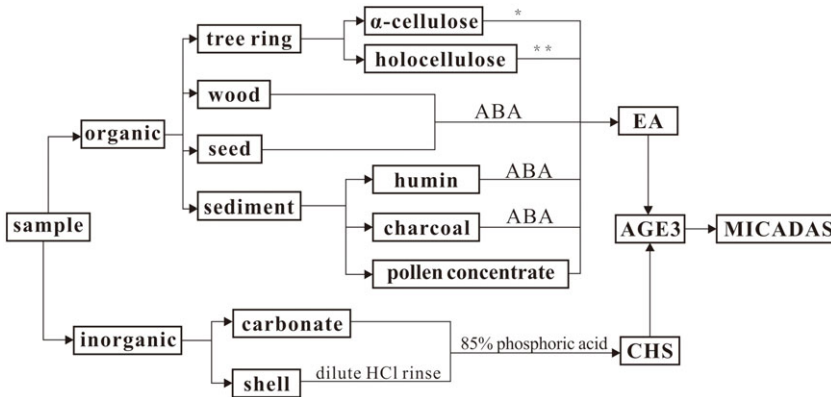 α-cellulose
*
tree ring
holocellulose
**
wood
ABA
EA
organic
seed
humin
ABA
sediment
sample
charcoal
ABA
AGE3
MICADAS
pollen concentrate
carbonate
inorganic
85% phosphoric acid
CHS
shell
dilute HCl rinse